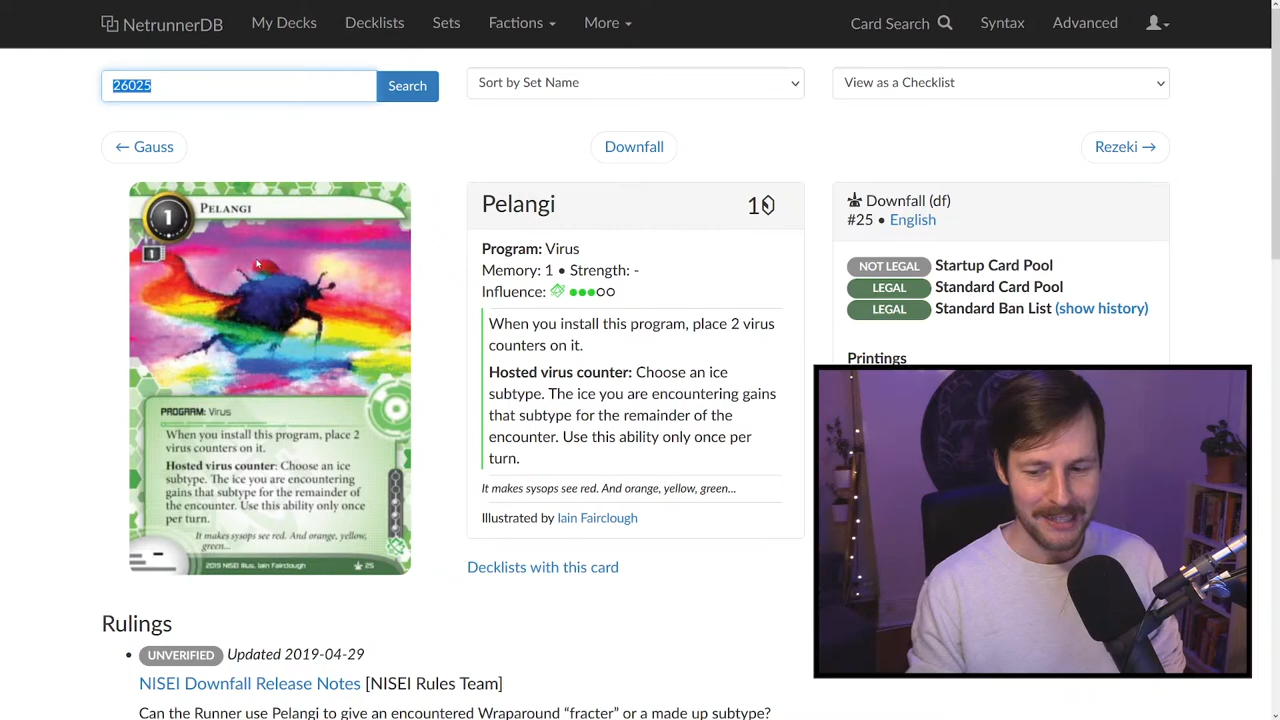 NetrunnerDB My Decks Decklists Sets Factions More Card Search Syntax Advanced
26025 Search Sort by Set Name View as a Checklist
← Gauss Downfall Rezeki →
1 PELANGI
1
PROGRAM: Virus
When you install this program, place 2
virus counters on it.
Hosted virus counter: Choose an ice
subtype. The ice you are encountering
gains that subtype for the remainder of
the encounter. Use this ability only once
per turn.
It makes sysops see red. And orange, yellow,
green...
-
2019 NISEI Illus. Iain Fairclough 25
Pelangi 1
Program: Virus
Memory: 1 • Strength: -
Influence:
When you install this program, place 2 virus
counters on it.
Hosted virus counter: Choose an ice
subtype. The ice you are encountering gains
that subtype for the remainder of the
encounter. Use this ability only once per
turn.
It makes sysops see red. And orange, yellow, green...
Illustrated by Iain Fairclough
Decklists with this card
Downfall (df)
#25 • English
NOT LEGAL Startup Card Pool
LEGAL Standard Card Pool
LEGAL Standard Ban List (show history)
Printings
Rulings
• UNVERIFIED Updated 2019-04-29
NISEI Downfall Release Notes [NISEI Rules Team]
Can the Runner use Pelangi to give an encountered Wraparound “fracter” or a made up subtype?